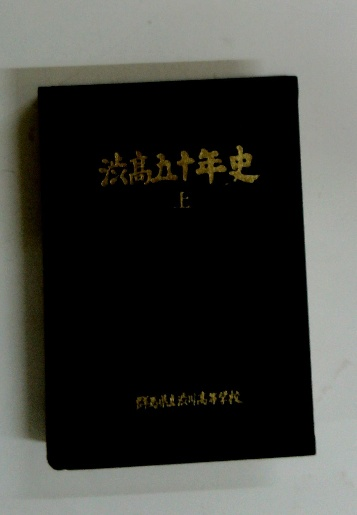 渋高五十年史
上
群馬県立渋川高等学校